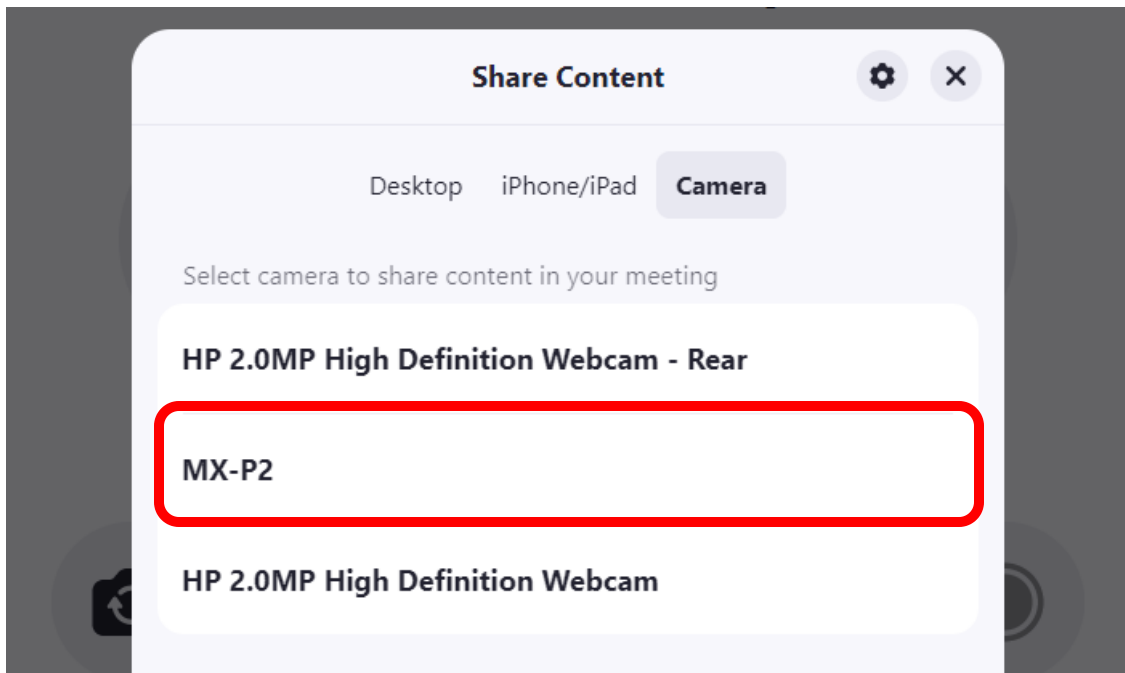 Share Content
Desktop iPhone/iPad Camera
Select camera to share content in your meeting
HP 2.0MP High Definition Webcam - Rear
MX-P2
HP 2.0MP High Definition Webcam